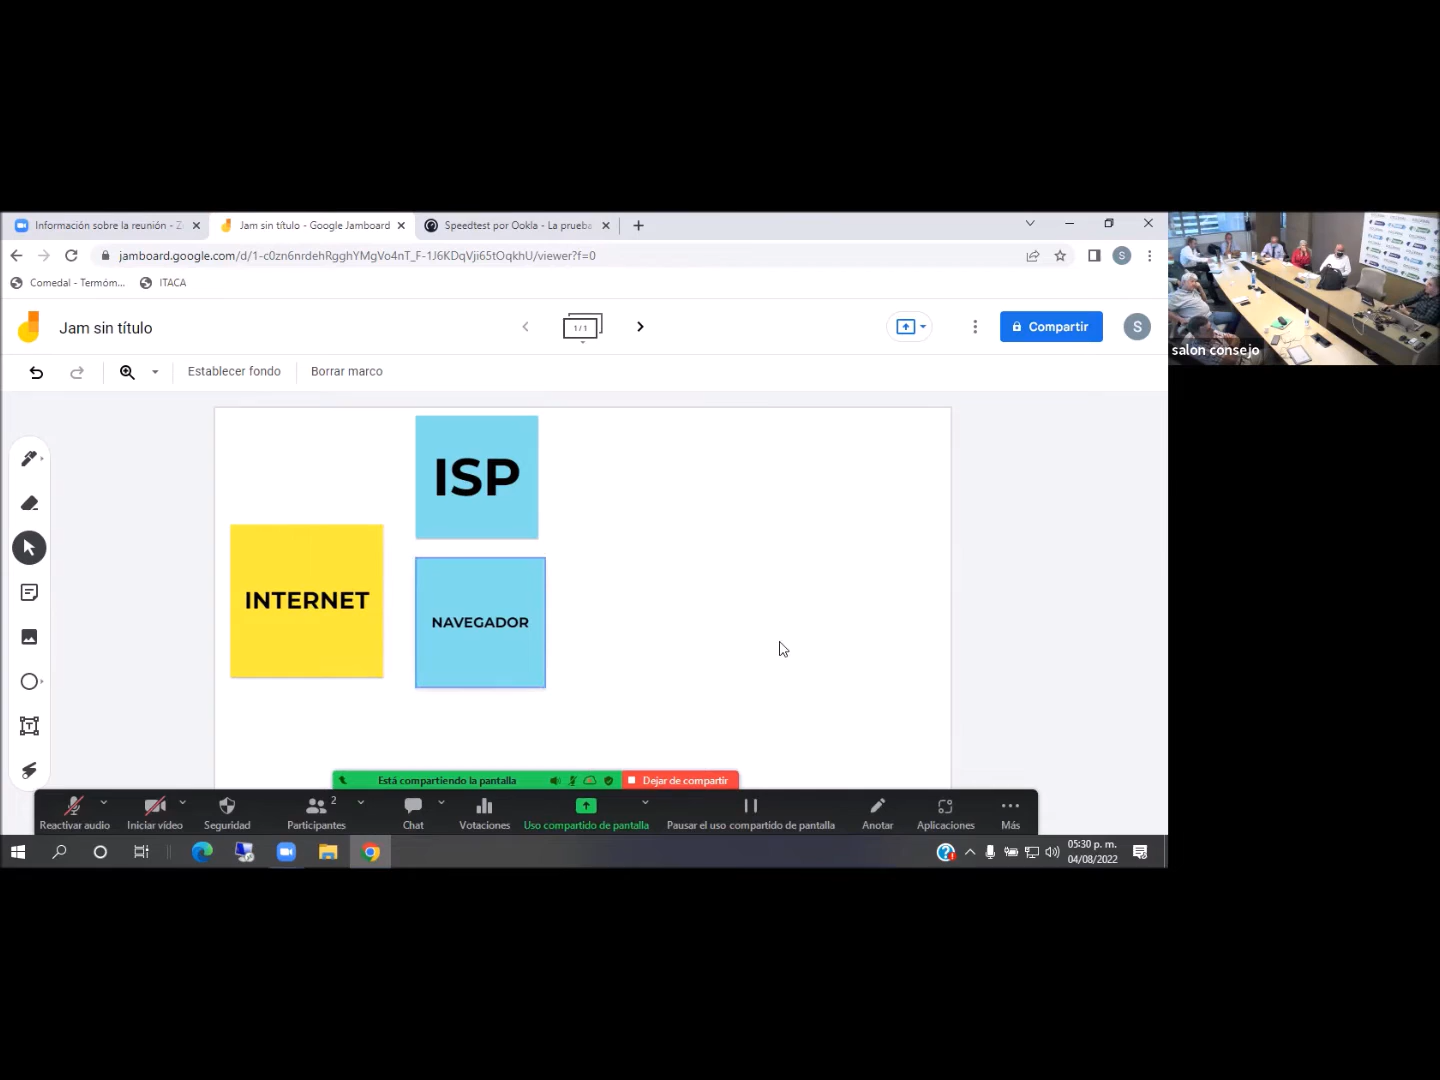 Información sobre la reunión - Z
Jam sin título - Google Jamboard
Speedtest por Ookla - La prueba
jamboard.google.com/d/1-c0zn6nrdehRgghYMgVo4nT_F-1J6KDqVji65tOqkhU/viewer?f=0
S
Comedal - Termóm...
ITACA
Jam sin título
1/1
Compartir
S
salon consejo
Establecer fondo
Borrar marco
ISP
INTERNET
NAVEGADOR
Está compartiendo la pantalla
Dejar de compartir
2
Reactivar audio
Iniciar vídeo
Seguridad
Participantes
Chat
Votaciones
Uso compartido de pantalla
Pausar el uso compartido de pantalla
Anotar
Aplicaciones
Más
05:30 p. m.
04/08/2022